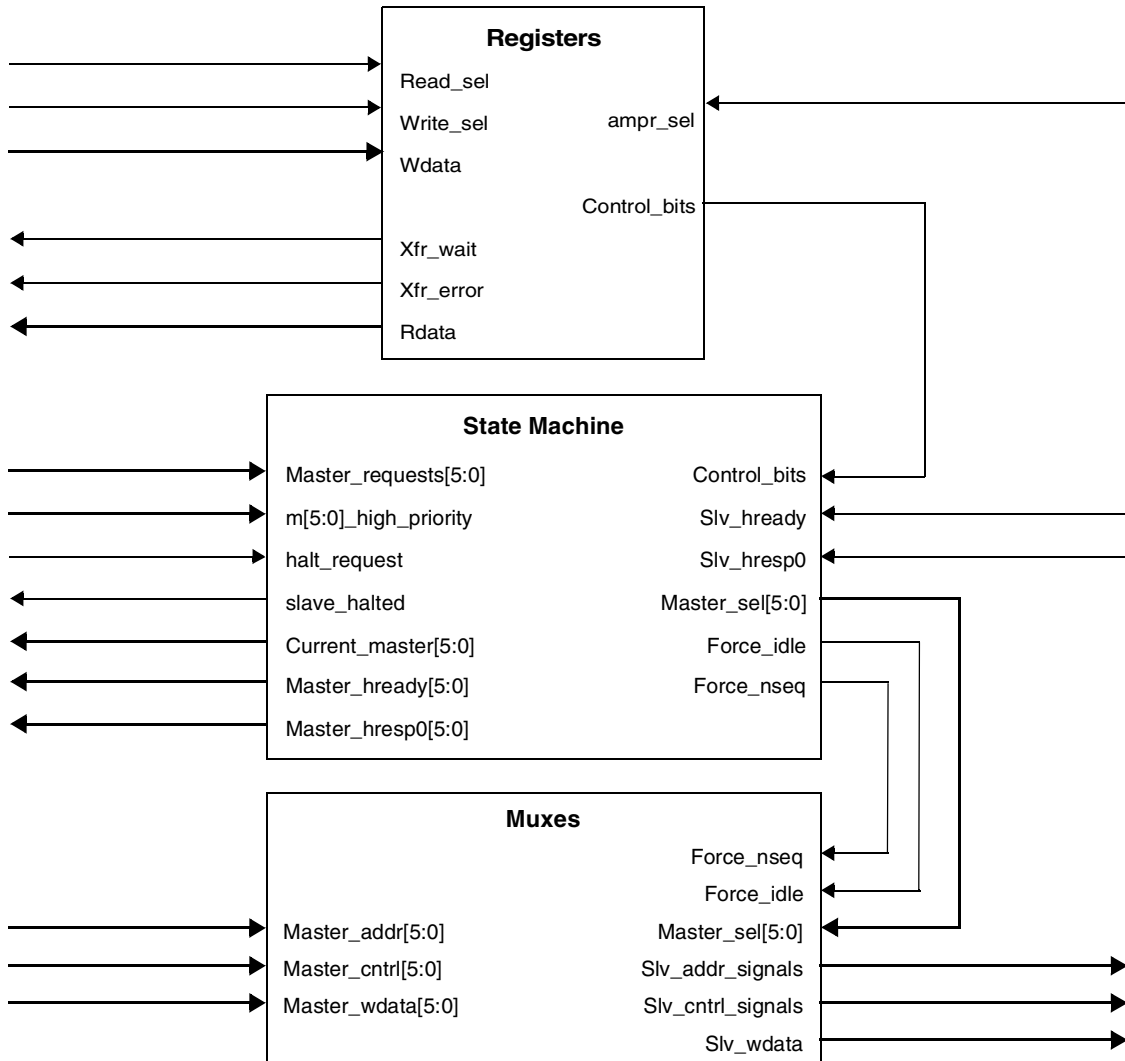 Registers
Read_sel
Write_sel
ampr_sel
Wdata
Control_bits
Xfr_wait
Xfr_error
Rdata
State Machine
Master_requests[5:0]
Control_bits
m[5:0]_high_priority
Slv_hready
halt_request
Slv_hresp0
slave_halted
Master_sel[5:0]
Current_master[5:0]
Force_idle
Master_hready[5:0]
Force_nseq
Master_hresp0[5:0]
Muxes
Force_nseq
Force_idle
Master_addr[5:0]
Master_sel[5:0]
Master_cntrl[5:0]
Slv_addr_signals
Master_wdata[5:0]
Slv_cntrl_signals
Slv_wdata